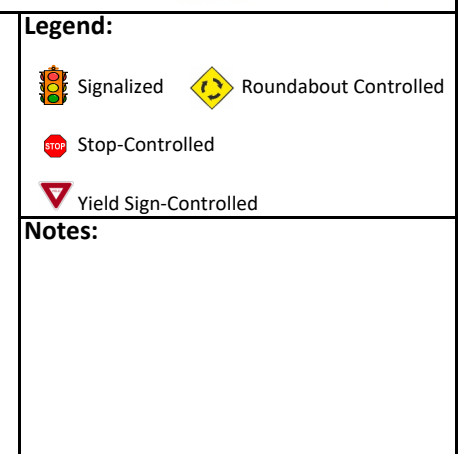 Legend:
Signalized Roundabout Controlled
STOP Stop-Controlled
Yield Sign-Controlled
Notes: